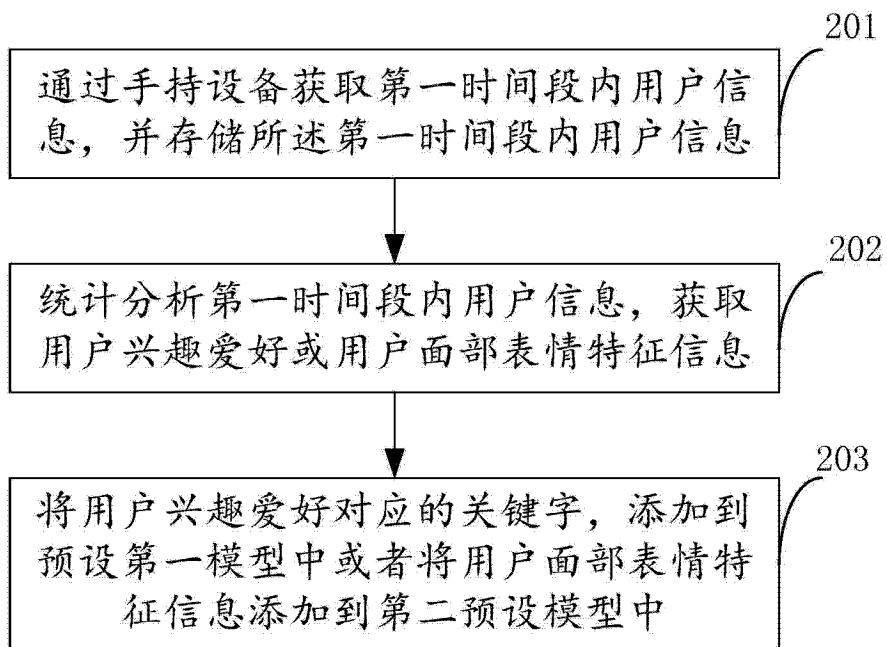 201
通过手持设备获取第一时间段内用户信
息，并存储所述第一时间段内用户信息
202
统计分析第一时间段内用户信息，获取
用户兴趣爱好或用户面部表情特征信息
203
将用户兴趣爱好对应的关键字，添加到
预设第一模型中或者将用户面部表情特
征信息添加到第二预设模型中